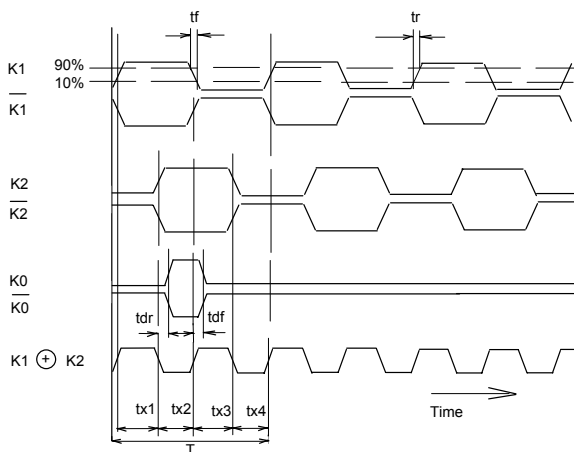 tf
tr
K1
90%
10%
K1
K2
K2
K0
K0
tdr
tdf
K1 ⊕ K2
tx1
tx2
tx3
tx4
Time
T